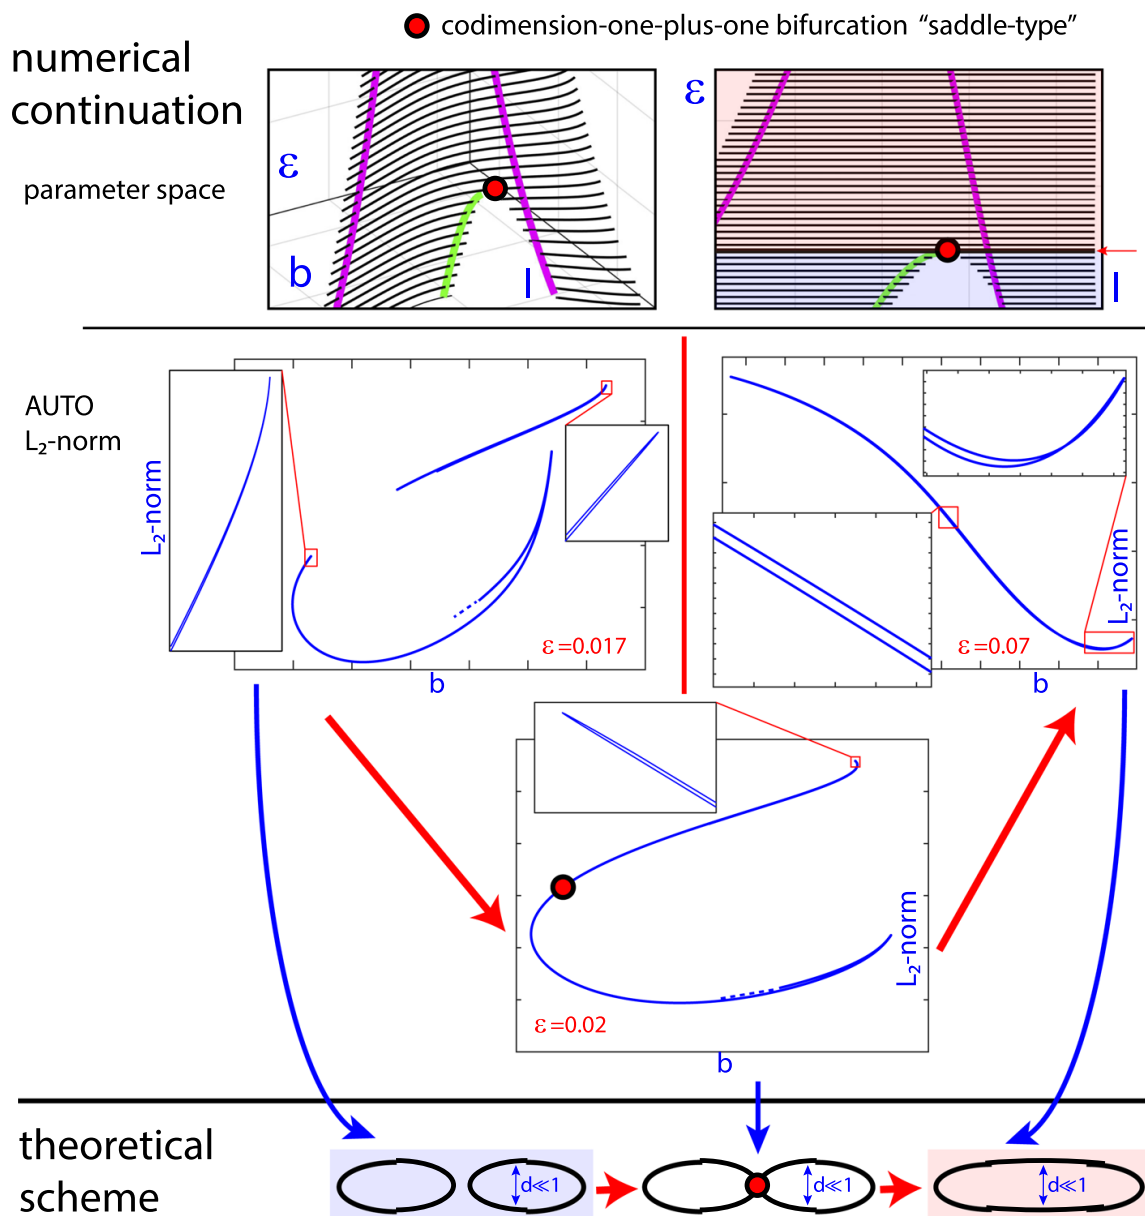 codimension-one-plus-one bifurcation “saddle-type”
numerical
continuation
parameter space
ε
b
l
ε
l
AUTO
L₂-norm
L₂-norm
ε=0.017
b
L₂-norm
ε=0.07
b
L₂-norm
ε=0.02
b
theoretical
scheme
d≪1
d≪1
d≪1